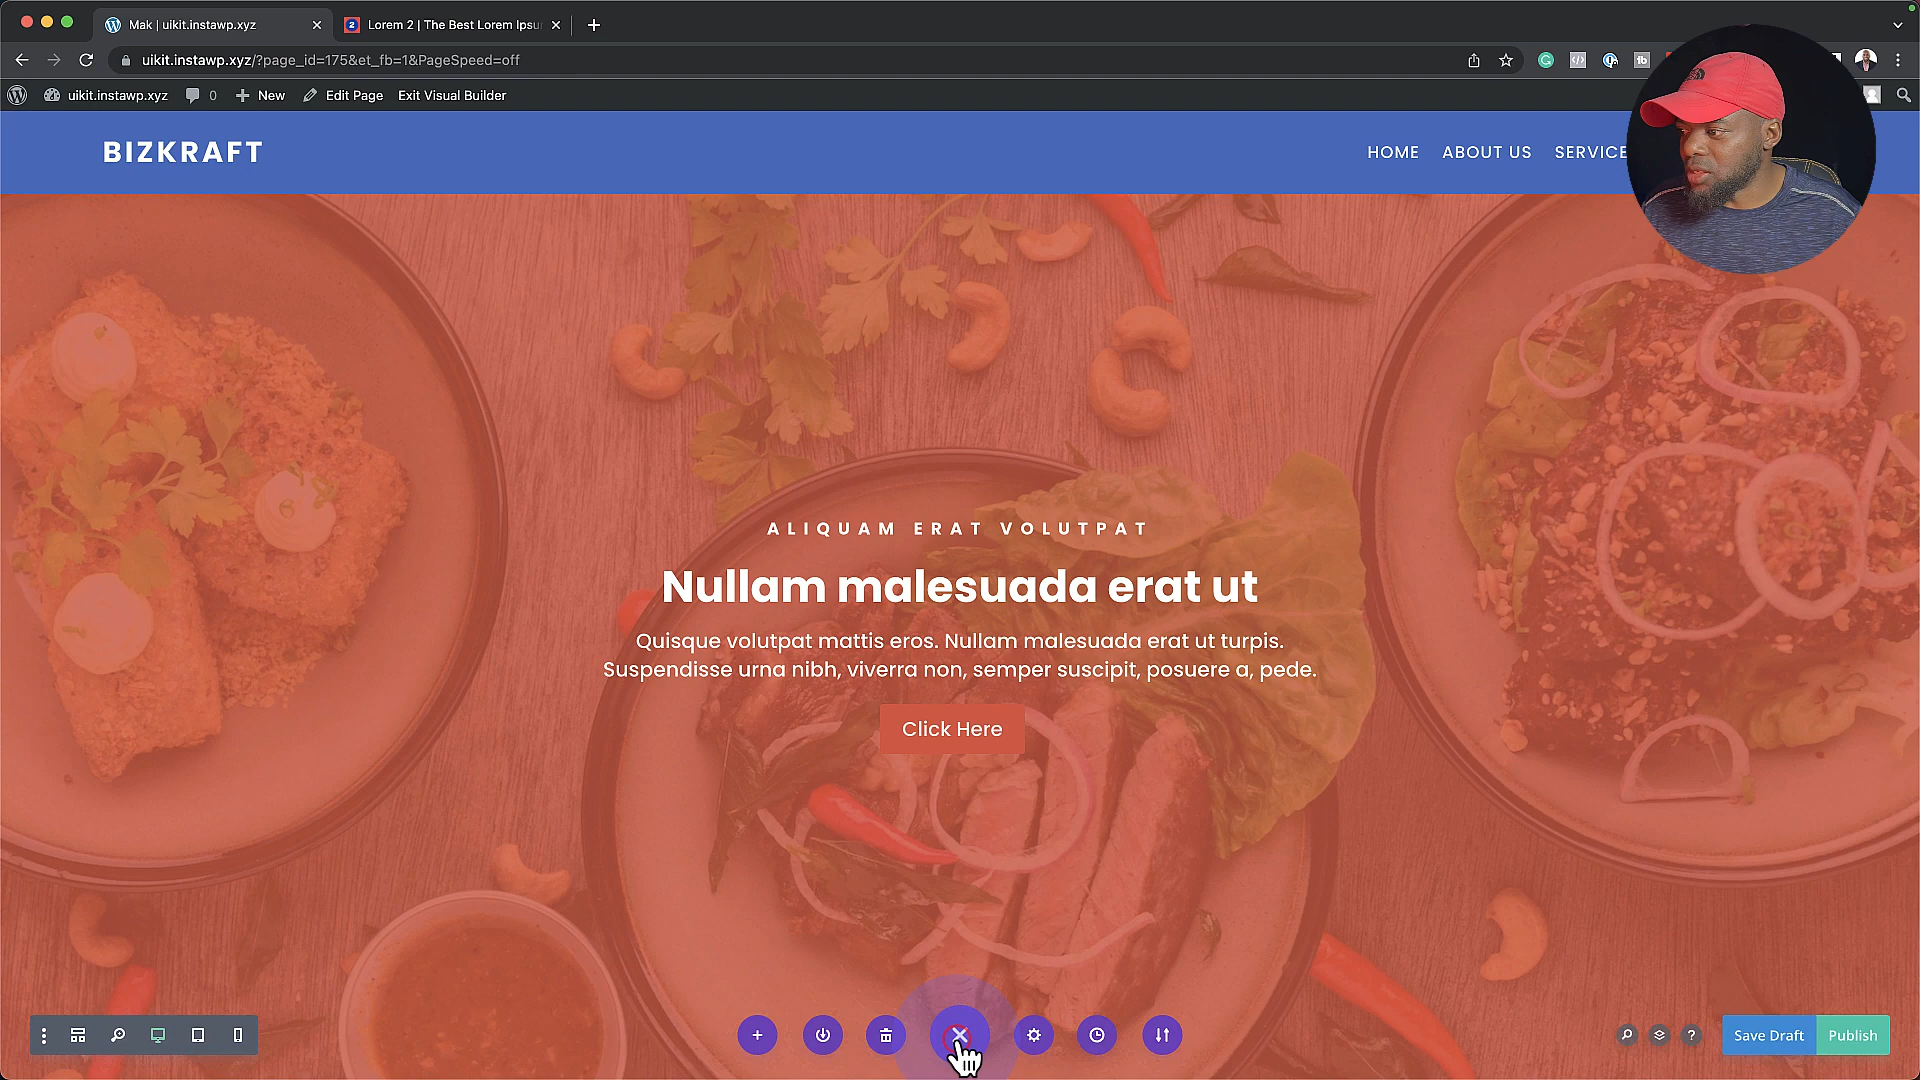 Mak | uikit.instawp.xyz
Lorem 2 | The Best Lorem Ipsu
uikit.instawp.xyz/?page_id=175&et_fb=1&PageSpeed=off
uikit.instawp.xyz 0 New Edit Page Exit Visual Builder
BIZKRAFT
HOME ABOUT US SERVICE
ALIQUAM ERAT VOLUTPAT
Nullam malesuada erat ut
Quisque volutpat mattis eros. Nullam malesuada erat ut turpis.
Suspendisse urna nibh, viverra non, semper suscipit, posuere a, pede.
Click Here
Save Draft Publish